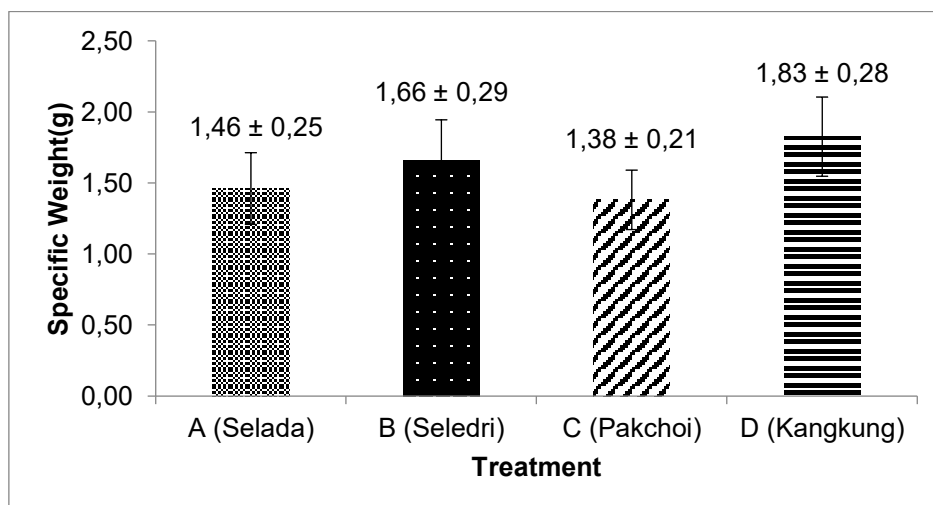 2,50
2,00
1,50
1,00
0,50
0,00
Specific Weight(g)
1,46 ± 0,25
1,66 ± 0,29
1,38 ± 0,21
1,83 ± 0,28
A (Selada)
B (Seledri)
C (Pakchoi)
D (Kangkung)
Treatment